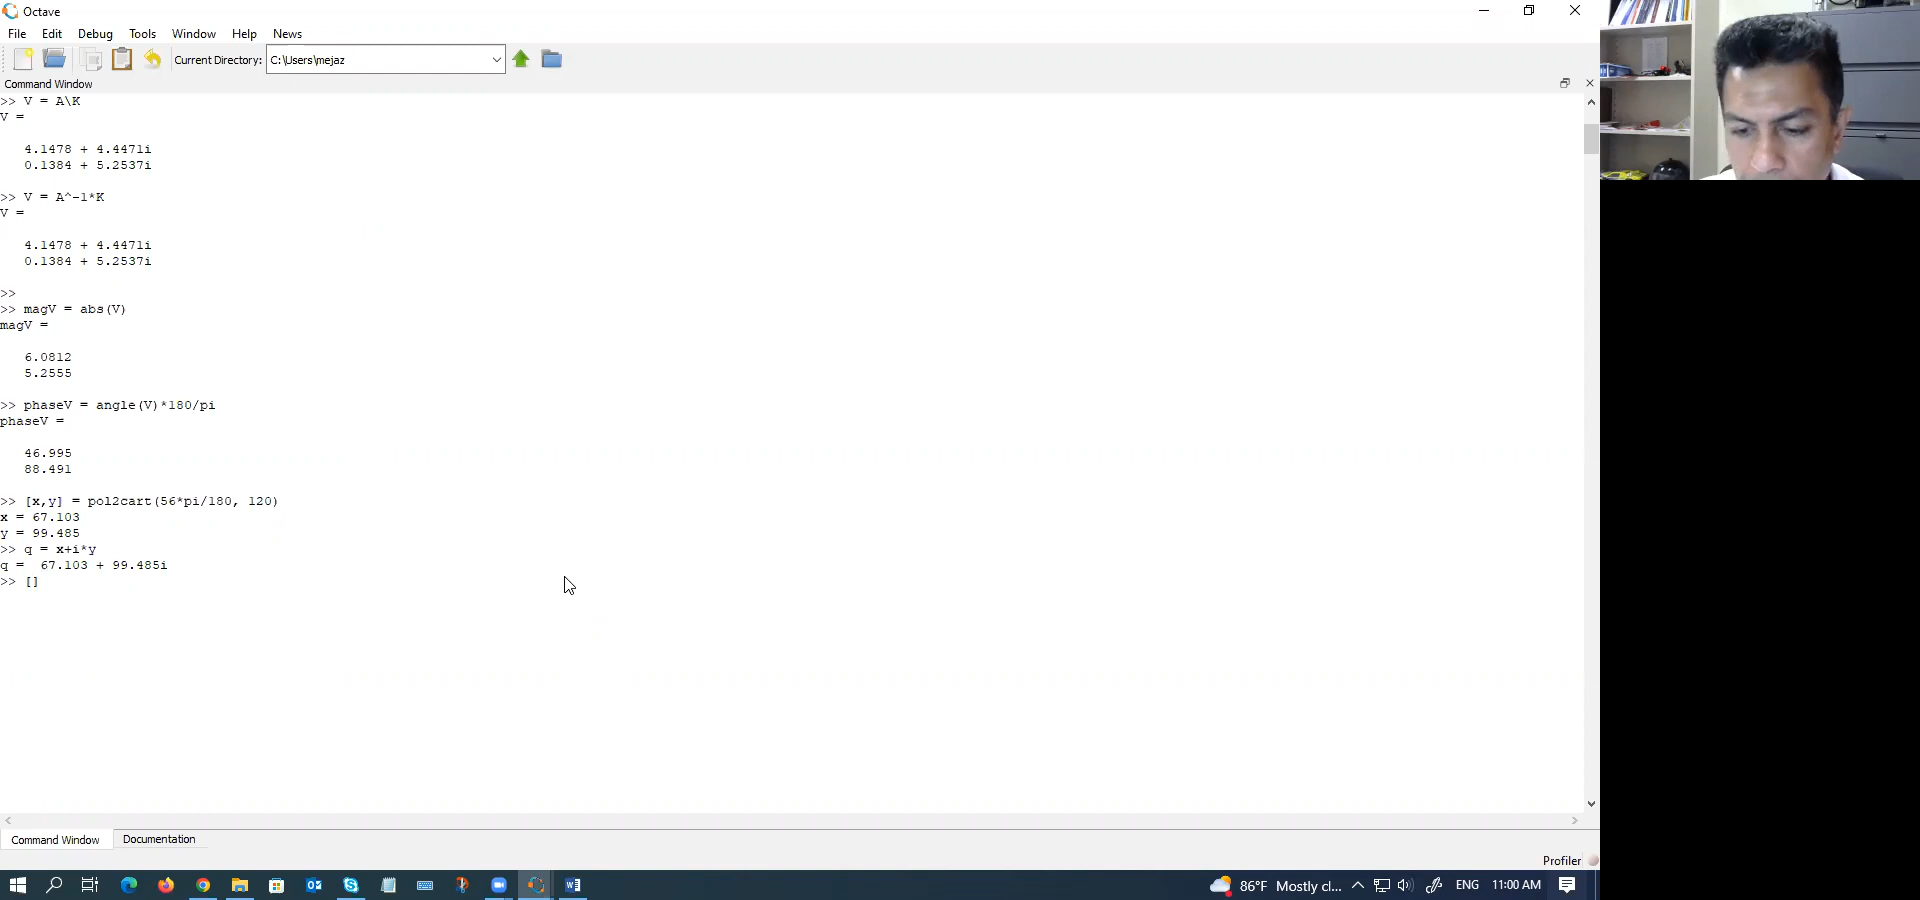 Octave
File Edit Debug Tools Window Help News
Current Directory: C:\Users\mejaz
Command Window
>> V = A\K
V =
4.1478 + 4.4471i
0.1384 + 5.2537i
>> V = A^-1*K
V =
4.1478 + 4.4471i
0.1384 + 5.2537i
>>
>> magV = abs(V)
magV =
6.0812
5.2555
>> phaseV = angle(V)*180/pi
phaseV =
46.995
88.491
>> [x,y] = pol2cart(56*pi/180, 120)
x = 67.103
y = 99.485
>> q = x+i*y
q = 67.103 + 99.485i
>> []
Command Window Documentation
Profiler
86°F Mostly cl... ENG 11:00 AM